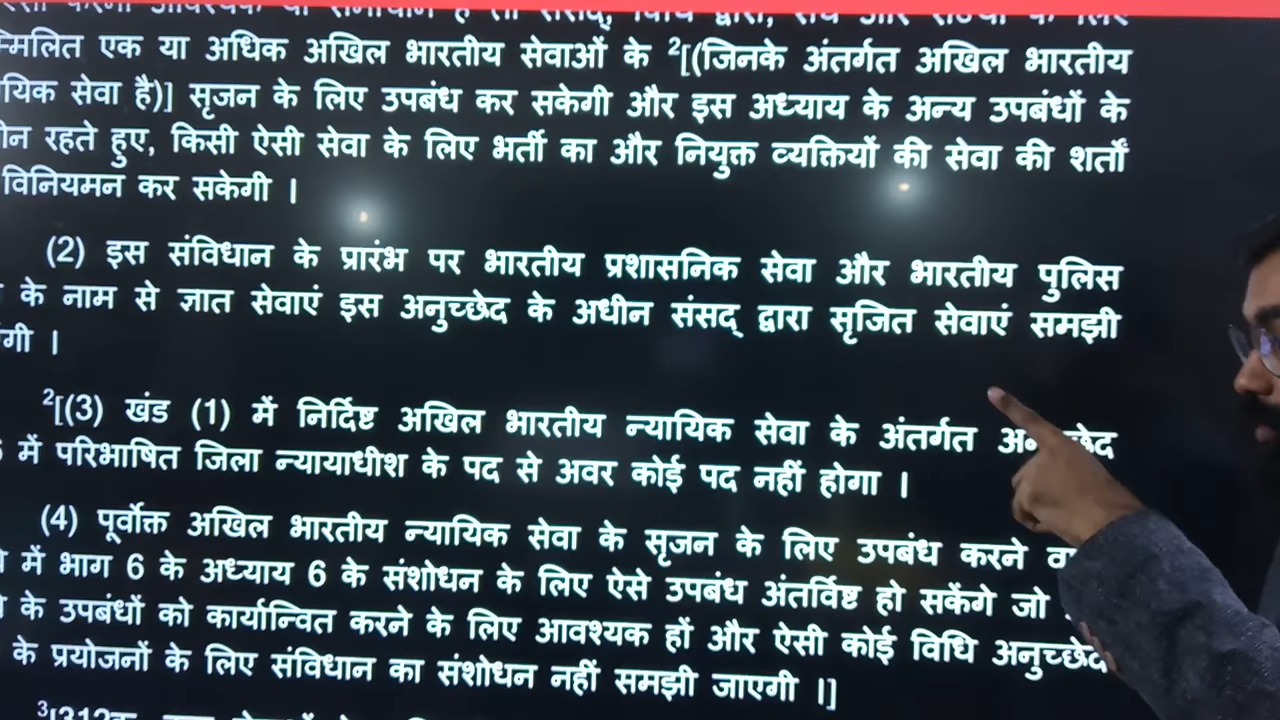 एक या अधिक अखिल भारतीय सेवाओं के ²[(जिनके अंतर्गत अखिल भारतीय
सेवा है)] सृजन के लिए उपबंध कर सकेगी और इस अध्याय के अन्य उपबंधों के
रहते हुए, किसी ऐसी सेवा के लिए भर्ती का और नियुक्त व्यक्तियों की सेवा की शर्तों
विनियमन कर सकेगी ।
(2) इस संविधान के प्रारंभ पर भारतीय प्रशासनिक सेवा और भारतीय पुलिस
के नाम से ज्ञात सेवाएं इस अनुच्छेद के अधीन संसद् द्वारा सृजित सेवाएं समझी
।
²[(3) खंड (1) में निर्दिष्ट अखिल भारतीय न्यायिक सेवा के अंतर्गत
में परिभाषित जिला न्यायाधीश के पद से अवर कोई पद नहीं होगा ।
(4) पूर्वोक्त अखिल भारतीय न्यायिक सेवा के सृजन के लिए उपबंध करने
में भाग 6 के अध्याय 6 के संशोधन के लिए ऐसे उपबंध अंतर्विष्ट हो सकेंगे जो
के उपबंधों को कार्यान्वित करने के लिए आवश्यक हों और ऐसी कोई विधि अनुच्छेद
के प्रयोजनों के लिए संविधान का संशोधन नहीं समझी जाएगी ।]